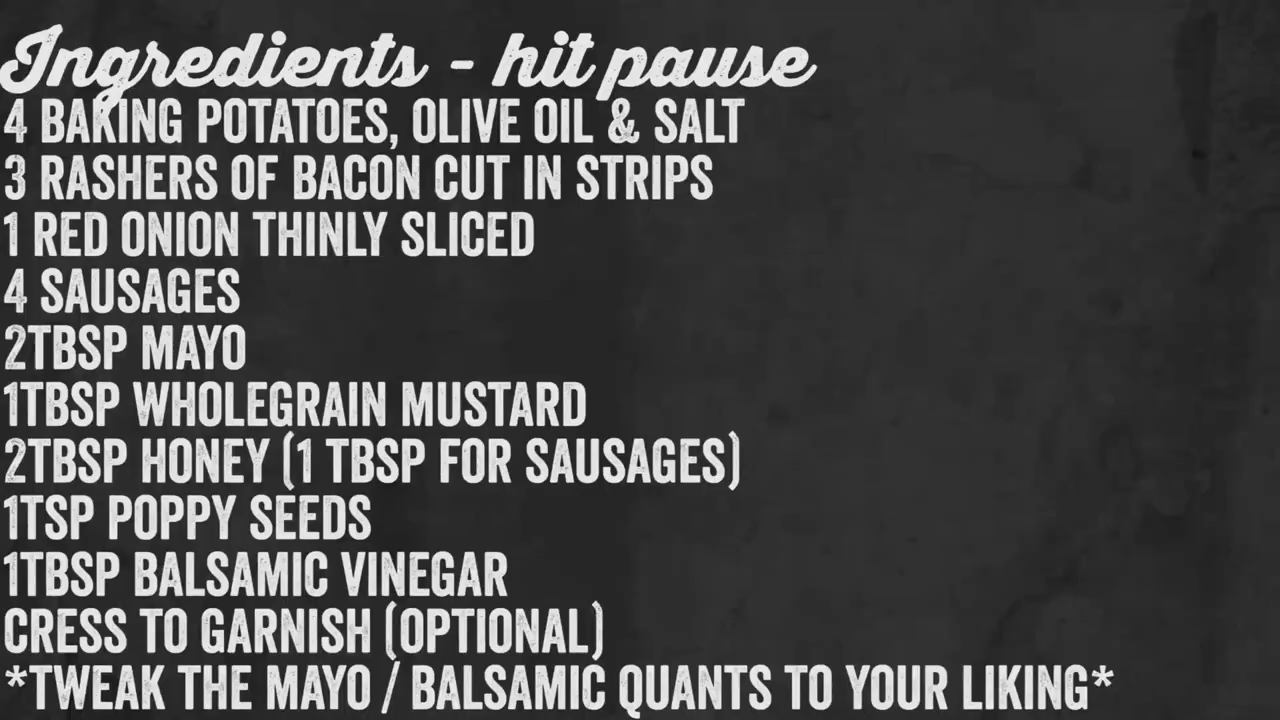 Ingredients - hit pause
4 BAKING POTATOES, OLIVE OIL & SALT
3 RASHERS OF BACON CUT IN STRIPS
1 RED ONION THINLY SLICED
4 SAUSAGES
2TBSP MAYO
1TBSP WHOLEGRAIN MUSTARD
2TBSP HONEY (1 TBSP FOR SAUSAGES)
1TSP POPPY SEEDS
1TBSP BALSAMIC VINEGAR
CRESS TO GARNISH (OPTIONAL)
*TWEAK THE MAYO / BALSAMIC QUANTS TO YOUR LIKING*